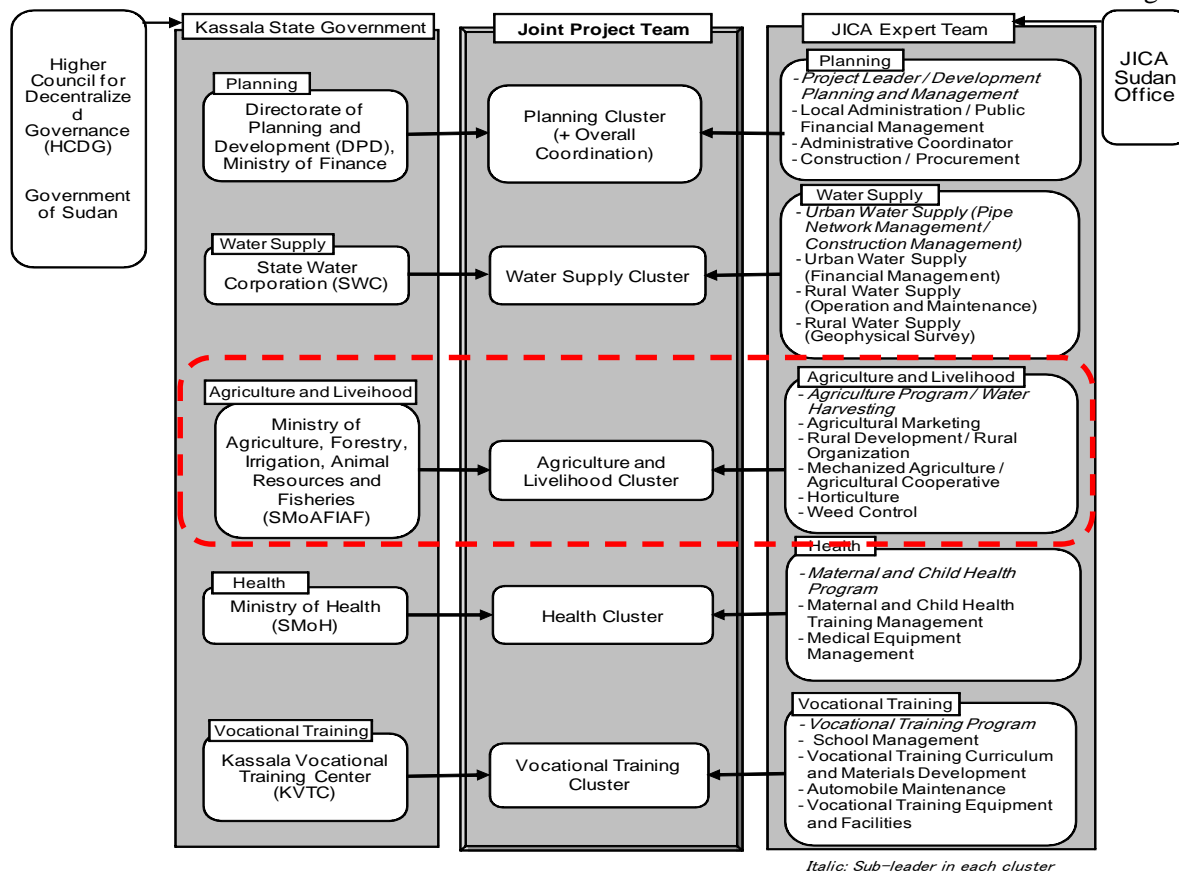 g
Higher
Council for
Decentralize
d
Governance
(HCDG)
Government
of Sudan
Kassala State Government
Planning
Directorate of
Planning and
Development (DPD),
Ministry of Finance
Water Supply
State Water
Corporation (SWC)
Agriculture and Liveihood
Ministry of
Agriculture, Forestry,
Irrigation, Animal
Resources and
Fisheries
(SMoAFIAF)
Health
Ministry of Health
(SMoH)
Vocational Training
Kassala Vocational
Training Center
(KVTC)
Joint Project Team
Planning Cluster
(+ Overall
Coordination)
Water Supply Cluster
Agriculture and
Livelihood Cluster
Health Cluster
Vocational Training
Cluster
JICA Expert Team
Planning
- Project Leader / Development
Planning and Management
- Local Administration / Public
Financial Management
- Administrative Coordinator
- Construction / Procurement
Water Supply
- Urban Water Supply (Pipe
Network Management /
Construction Management)
- Urban Water Supply
(Financial Management)
- Rural Water Supply
(Operation and Maintenance)
- Rural Water Supply
(Geophysical Survey)
Agriculture and Livelihood
- Agriculture Program / Water
Harvesting
- Agricultural Marketing
- Rural Development / Rural
Organization
- Mechanized Agriculture /
Agricultural Cooperative
- Horticulture
- Weed Control
Health
- Maternal and Child Health
Program
- Maternal and Child Health
Training Management
- Medical Equipment
Management
Vocational Training
- Vocational Training Program
- School Management
- Vocational Training Curriculum
and Materials Development
- Automobile Maintenance
- Vocational Training Equipment
and Facilities
JICA
Sudan
Office
Italic: Sub-leader in each cluster